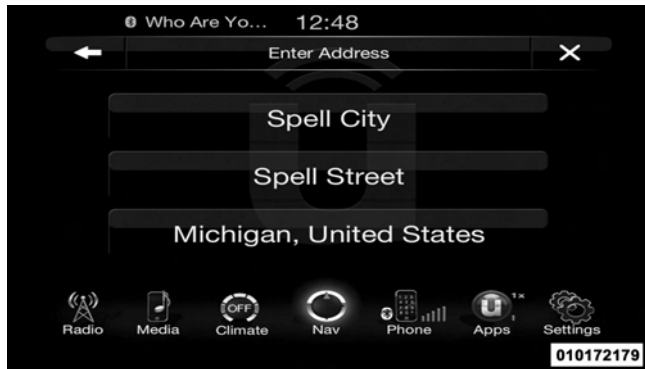 Who Are Yo... 12:48
Enter Address
Spell City
Spell Street
Michigan, United States
OFF 1x
Radio Media Climate Nav Phone Apps Settings
010172179